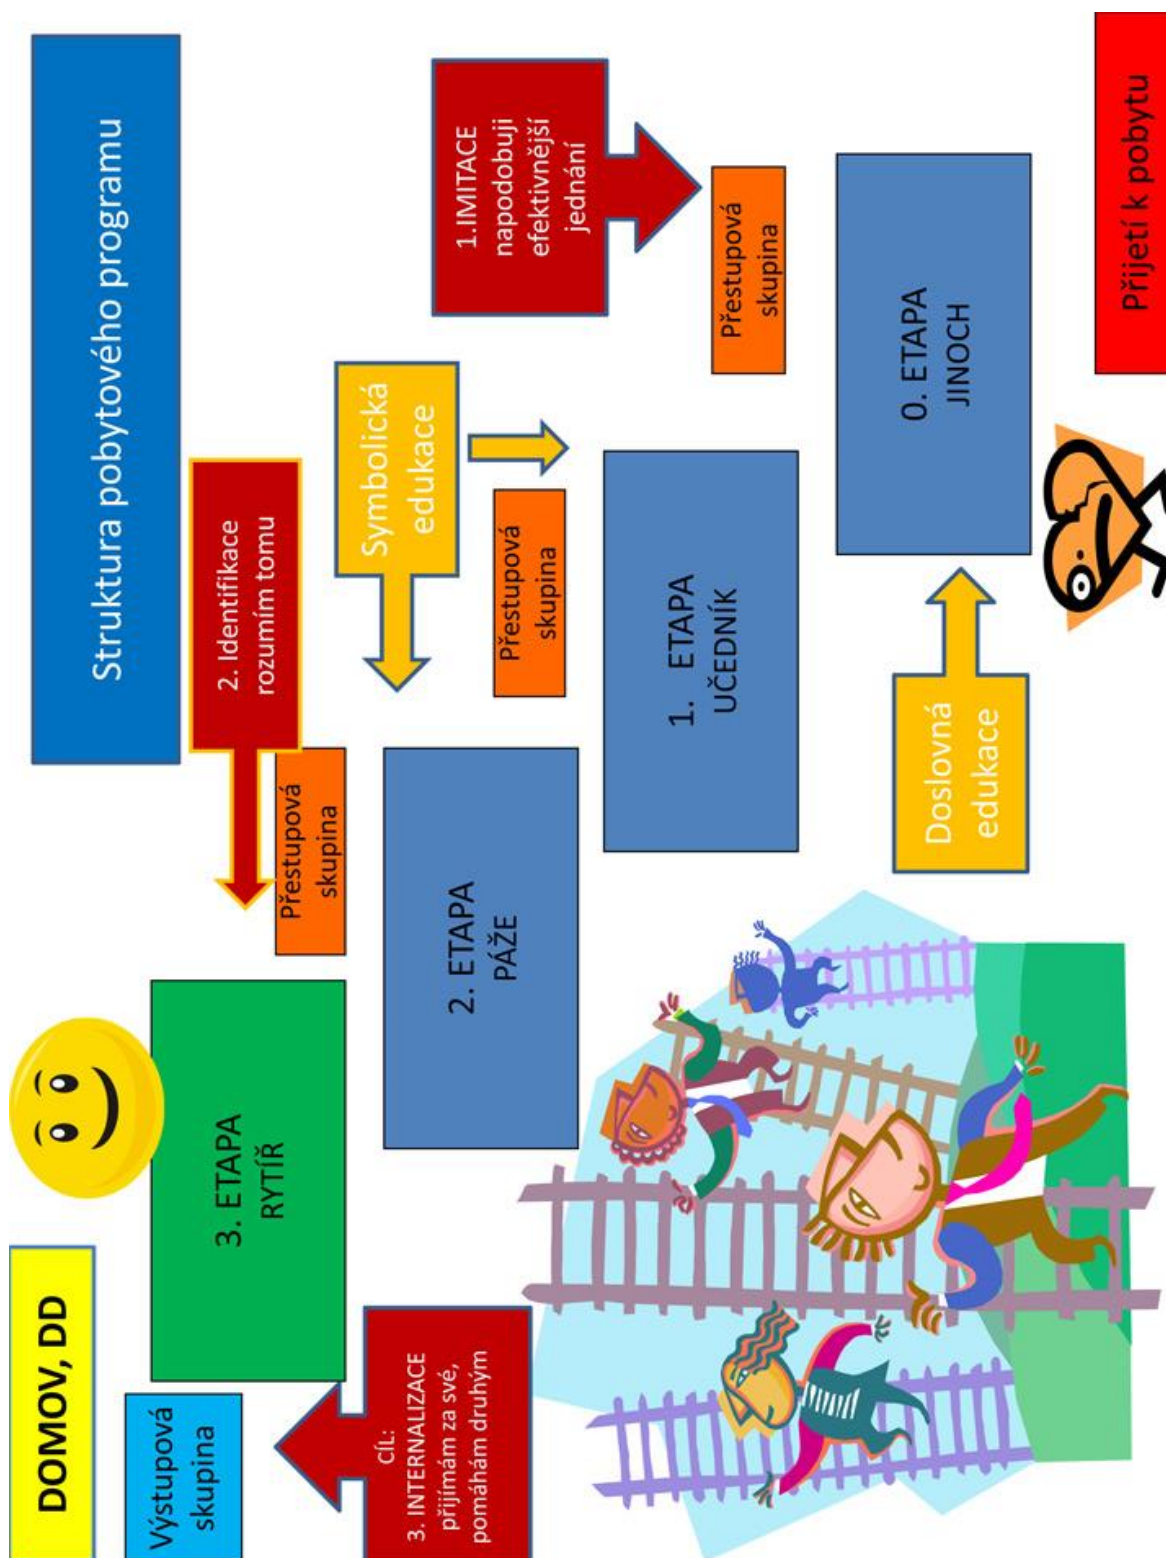 DOMOV, DD
Struktura pobytového programu
Výstupová
skupina
3. ETAPA
RYTÍŘ
2. Identifikace
rozumím tomu
Přestupová
skupina
CÍL:
3. INTERNALIZACE
přijímám za své,
pomáhám druhým
Symbolická
edukace
2. ETAPA
PÁŽE
1.IMITACE
napodobuji
efektivnější
jednání
Přestupová
skupina
1. ETAPA
UČEDNÍK
Přestupová
skupina
Doslovná
edukace
0. ETAPA
JINOCH
Přijetí k pobytu